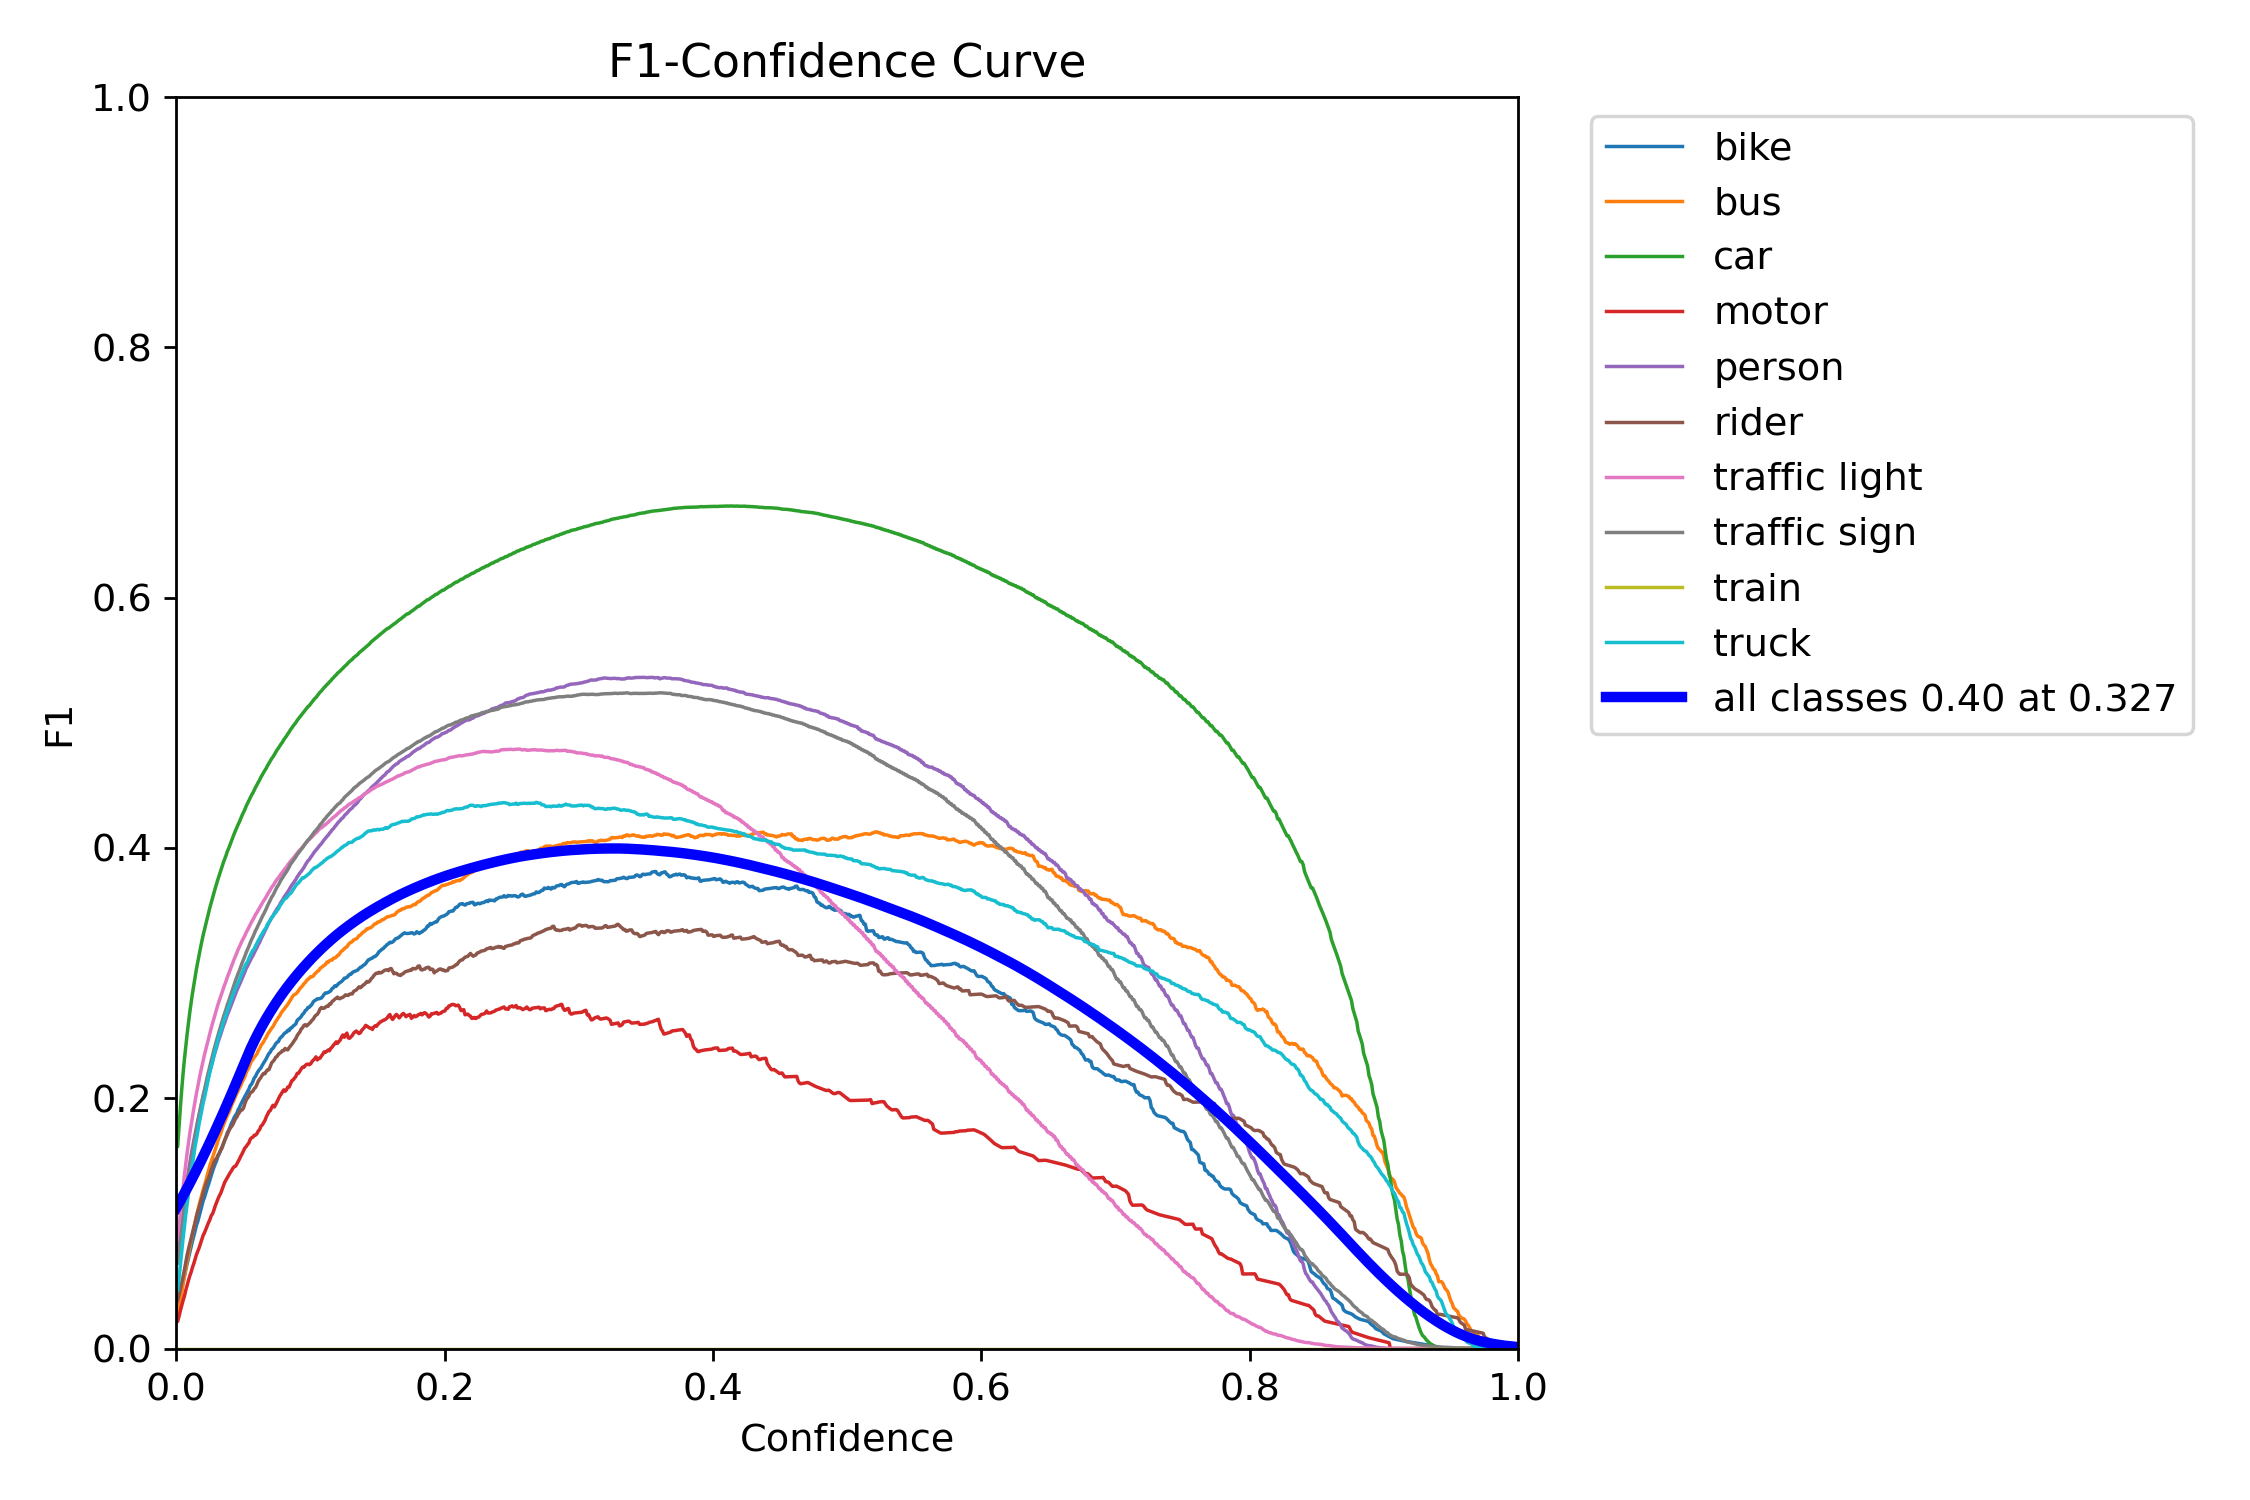 F1-Confidence Curve
1.0
0.8
0.6
0.4
0.2
0.0
F1
0.0 0.2 0.4 0.6 0.8 1.0
Confidence
bike
bus
car
motor
person
rider
traffic light
traffic sign
train
truck
all classes 0.40 at 0.327